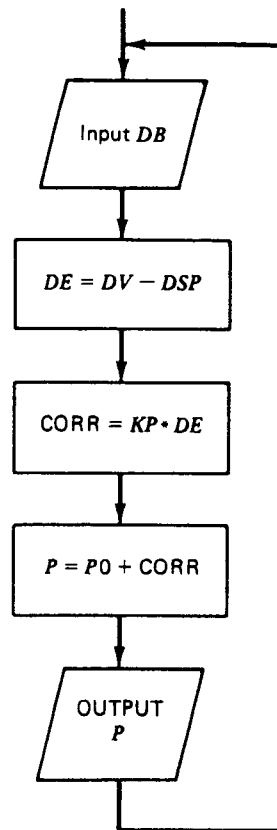 Input DB
DE = DV − DSP
CORR = KP * DE
P = P0 + CORR
OUTPUT
P